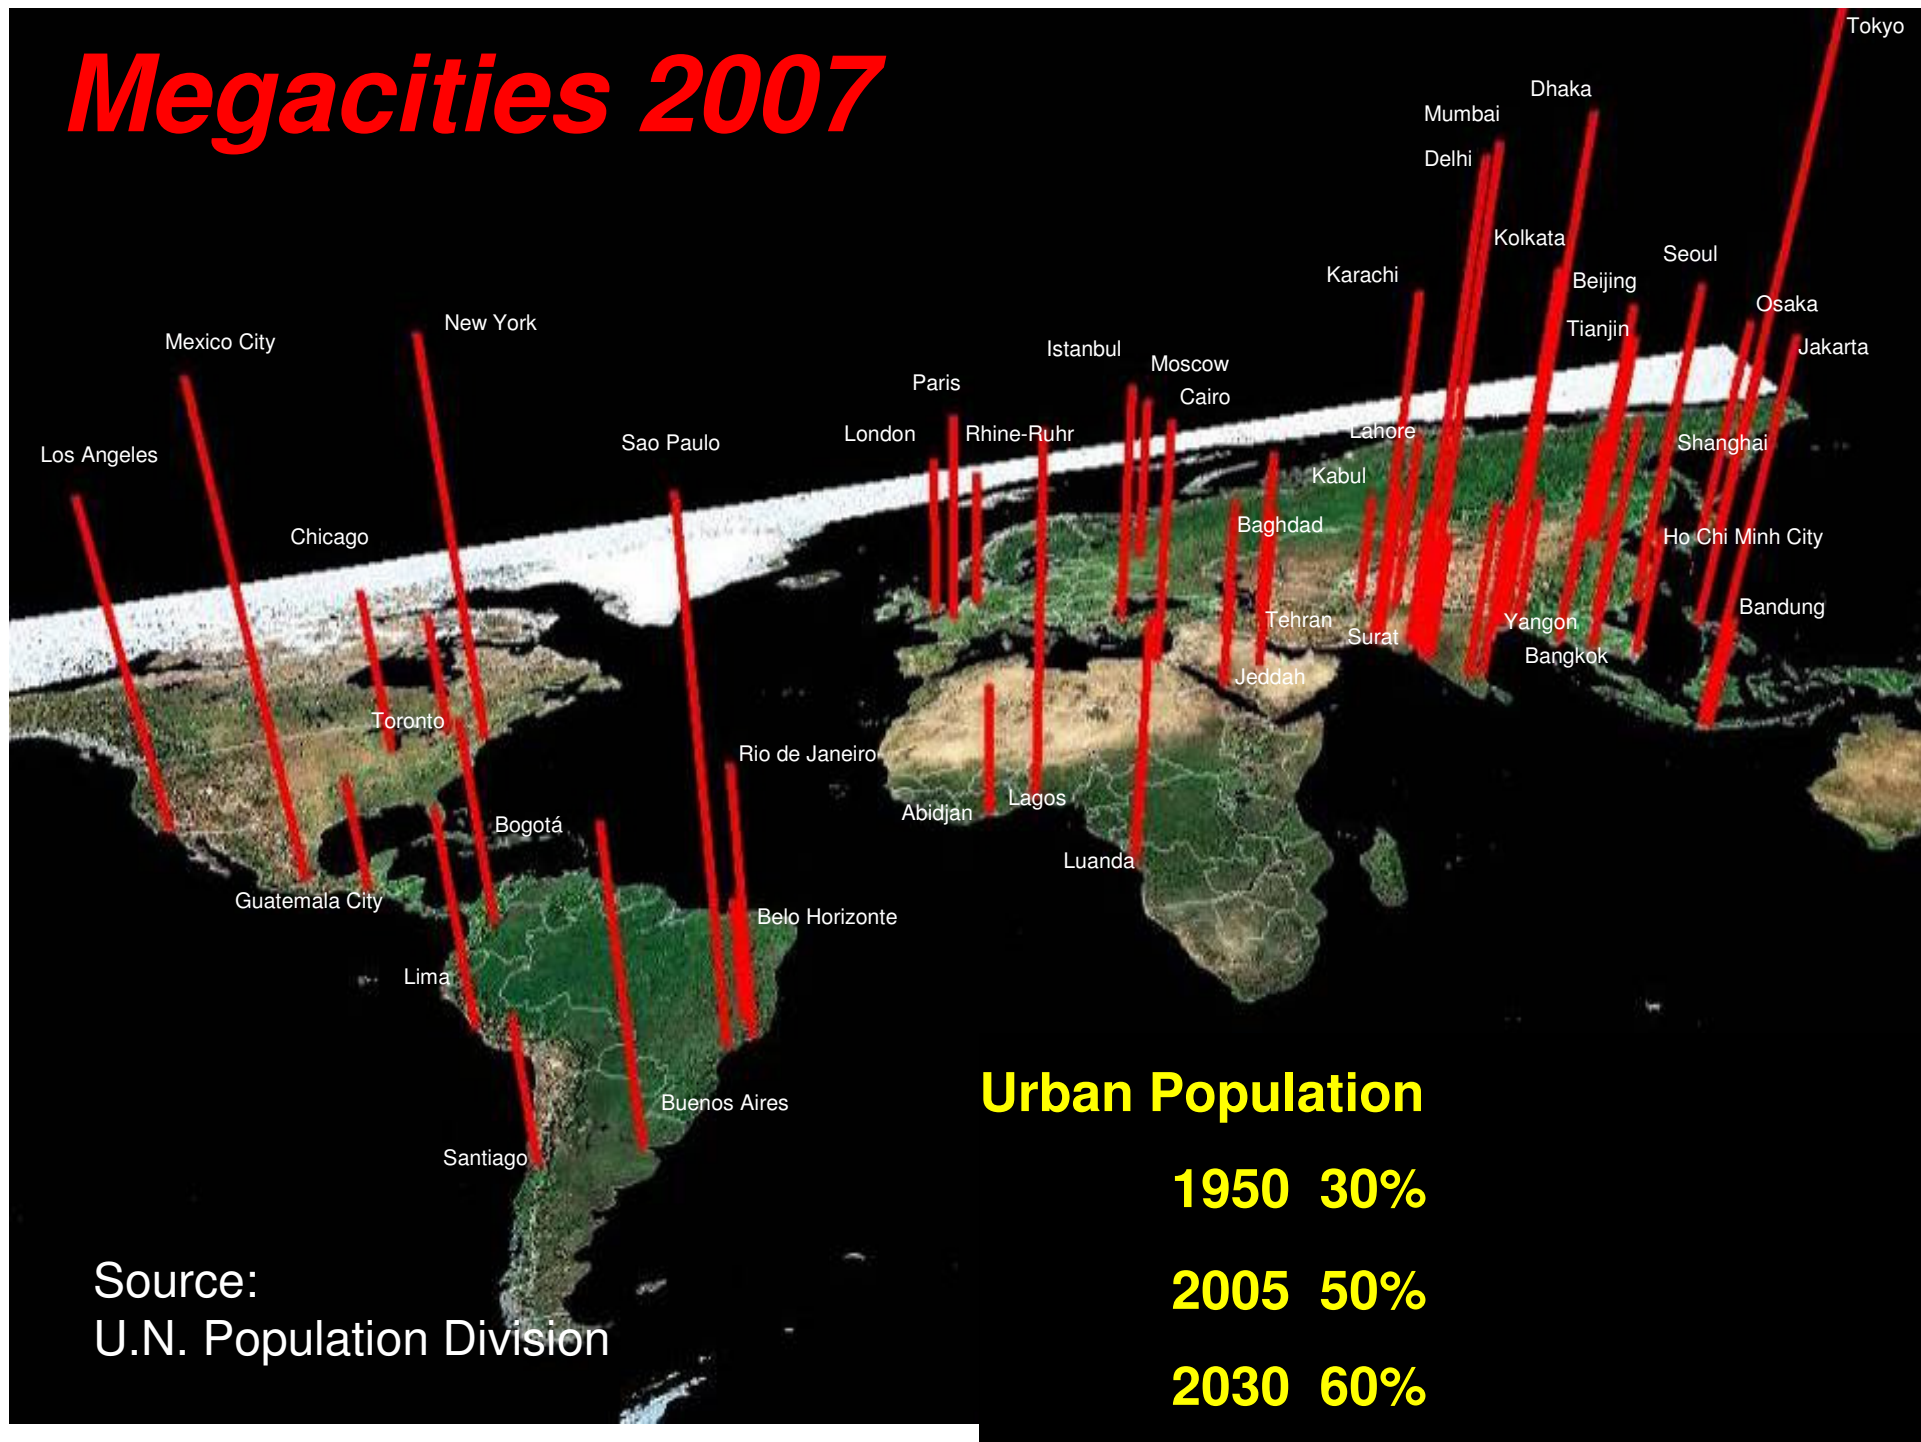 Megacities 2007
Tokyo
Dhaka
Mumbai
Delhi
Kolkata
Seoul
Karachi
Beijing
Osaka
Tianjin
New York
Mexico City
Istanbul
Jakarta
Moscow
Paris
Cairo
Lahore
London
Rhine-Ruhr
Sao Paulo
Shanghai
Los Angeles
Kabul
Baghdad
Chicago
Ho Chi Minh City
Bandung
Tehran
Yangon
Surat
Bangkok
Jeddah
Toronto
Rio de Janeiro
Lagos
Abidjan
Bogotá
Luanda
Guatemala City
Belo Horizonte
Lima
Buenos Aires
Santiago
Urban Population
1950 30%
2005 50%
2030 60%
Source:
U.N. Population Division